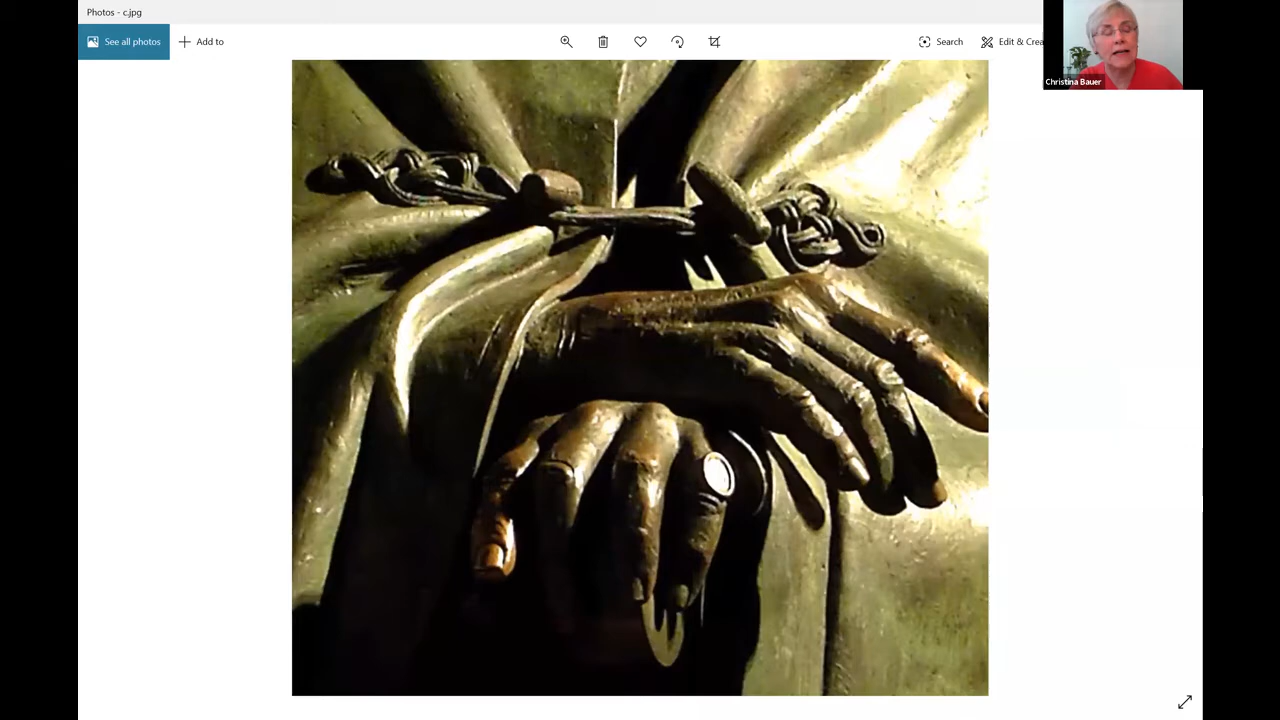 Photos - c.jpg
See all photos
Add to
Search
Edit & Crea
Christina Bauer